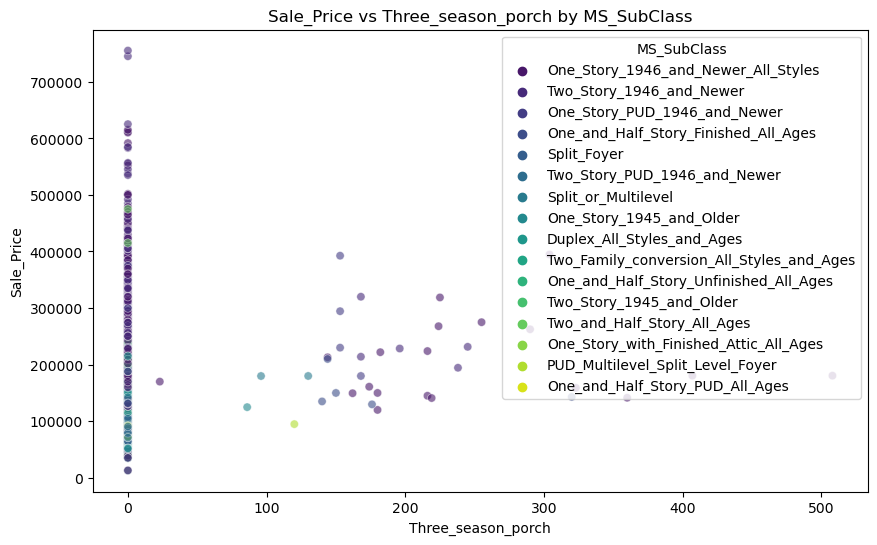 Sale_Price vs Three_season_porch by MS_SubClass
MS_SubClass
One_Story_1946_and_Newer_All_Styles
Two_Story_1946_and_Newer
One_Story_PUD_1946_and_Newer
One_and_Half_Story_Finished_All_Ages
Split_Foyer
Two_Story_PUD_1946_and_Newer
Split_or_Multilevel
One_Story_1945_and_Older
Duplex_All_Styles_and_Ages
Two_Family_conversion_All_Styles_and_Ages
One_and_Half_Story_Unfinished_All_Ages
Two_Story_1945_and_Older
Two_and_Half_Story_All_Ages
One_Story_with_Finished_Attic_All_Ages
PUD_Multilevel_Split_Level_Foyer
One_and_Half_Story_PUD_All_Ages
Sale_Price
700000
600000
500000
400000
300000
200000
100000
0
0 100 200 300 400 500
Three_season_porch